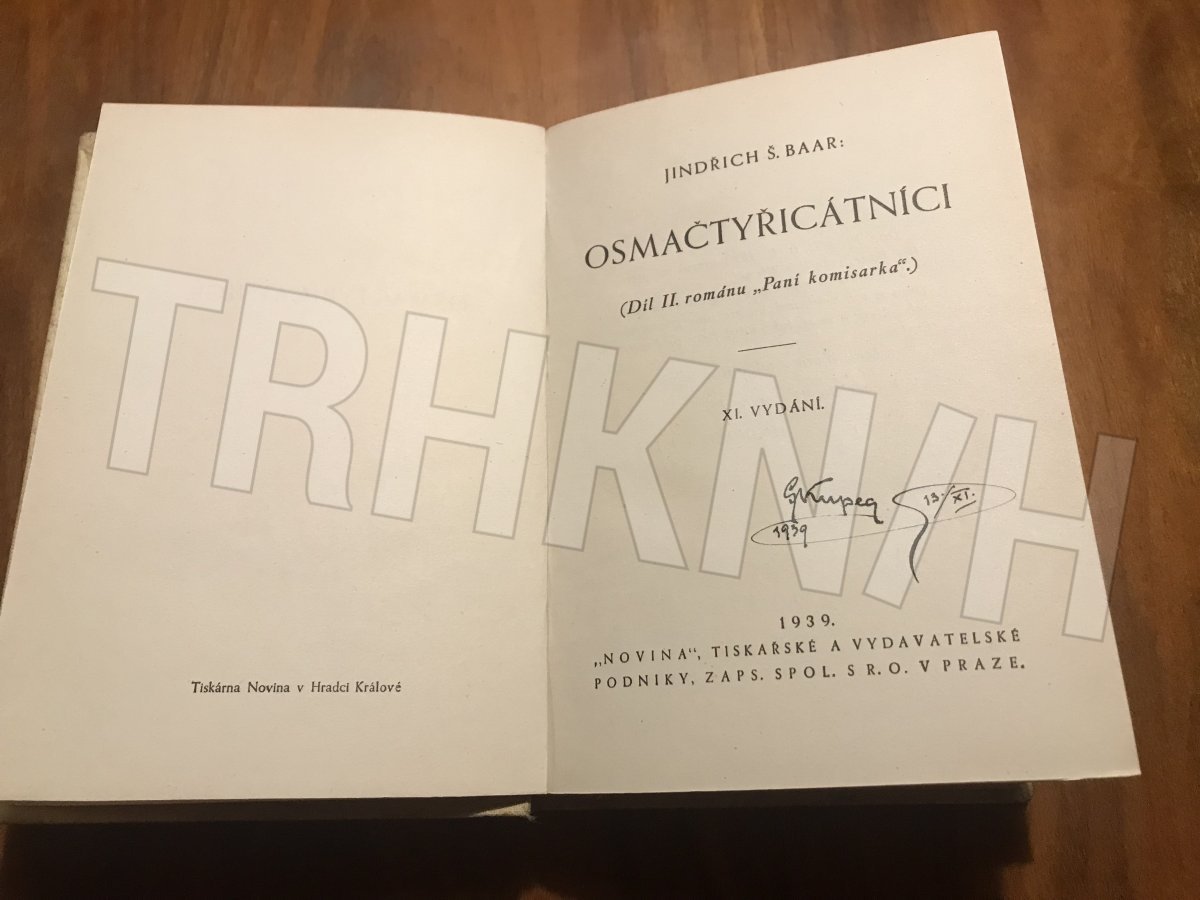 Tiskárna Novina v Hradci Králové
JINDŘICH Š. BAAR:
OSMAČTYŘICÁTNÍCI
(Díl II. románu „Paní komisarka“.)
XI. VYDÁNÍ.
13. XI.
1939
1939.
„NOVINA“, TISKAŘSKÉ A VYDAVATELSKÉ
PODNIKY, ZAPS. SPOL. S R. O. V PRAZE.
TRHKNIH